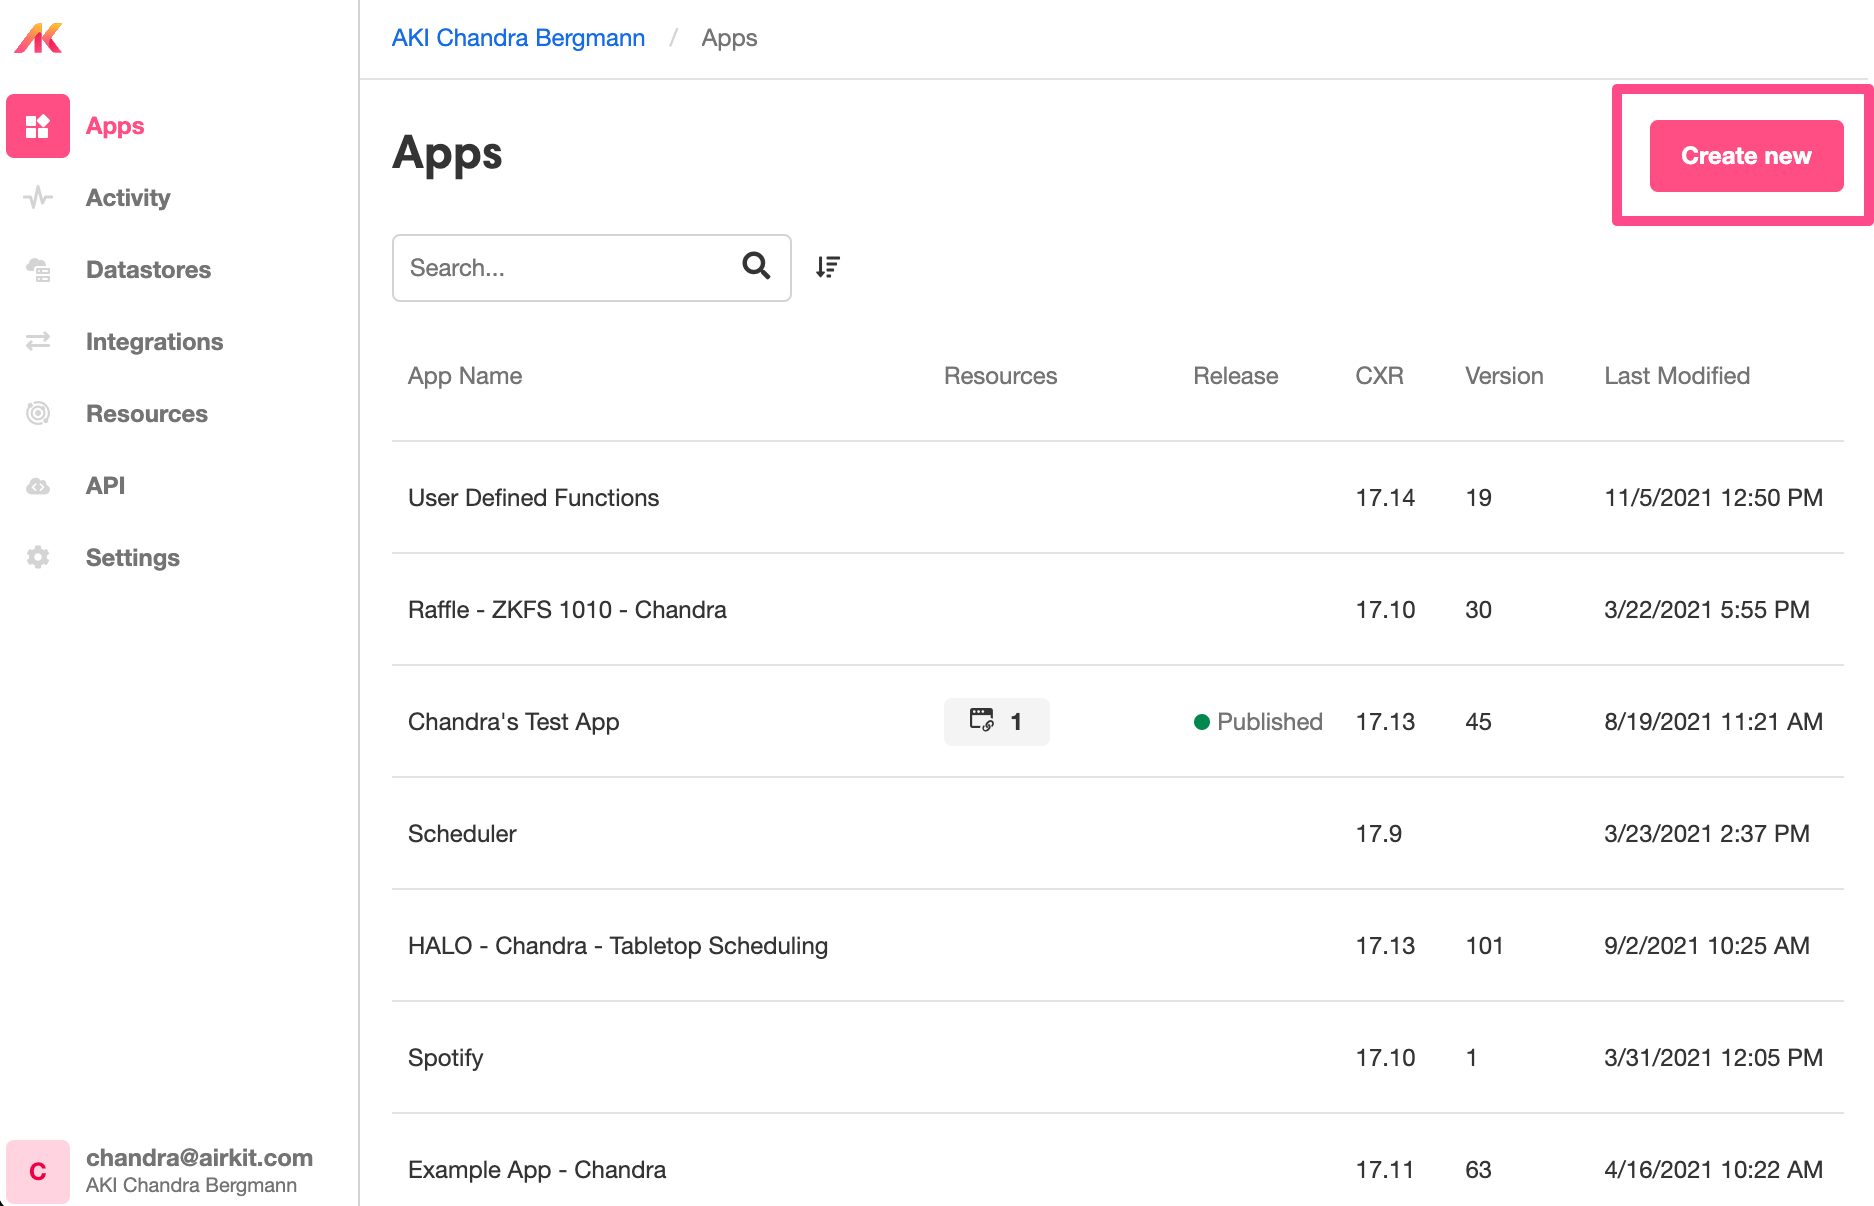 AKI Chandra Bergmann / Apps
Apps
Activity
Datastores
Integrations
Resources
API
Settings
C
chandra@airkit.com
AKI Chandra Bergmann
Apps
Create new
Search...
App Name Resources Release CXR Version Last Modified
User Defined Functions 17.14 19 11/5/2021 12:50 PM
Raffle - ZKFS 1010 - Chandra 17.10 30 3/22/2021 5:55 PM
Chandra's Test App 1 Published 17.13 45 8/19/2021 11:21 AM
Scheduler 17.9 3/23/2021 2:37 PM
HALO - Chandra - Tabletop Scheduling 17.13 101 9/2/2021 10:25 AM
Spotify 17.10 1 3/31/2021 12:05 PM
Example App - Chandra 17.11 63 4/16/2021 10:22 AM